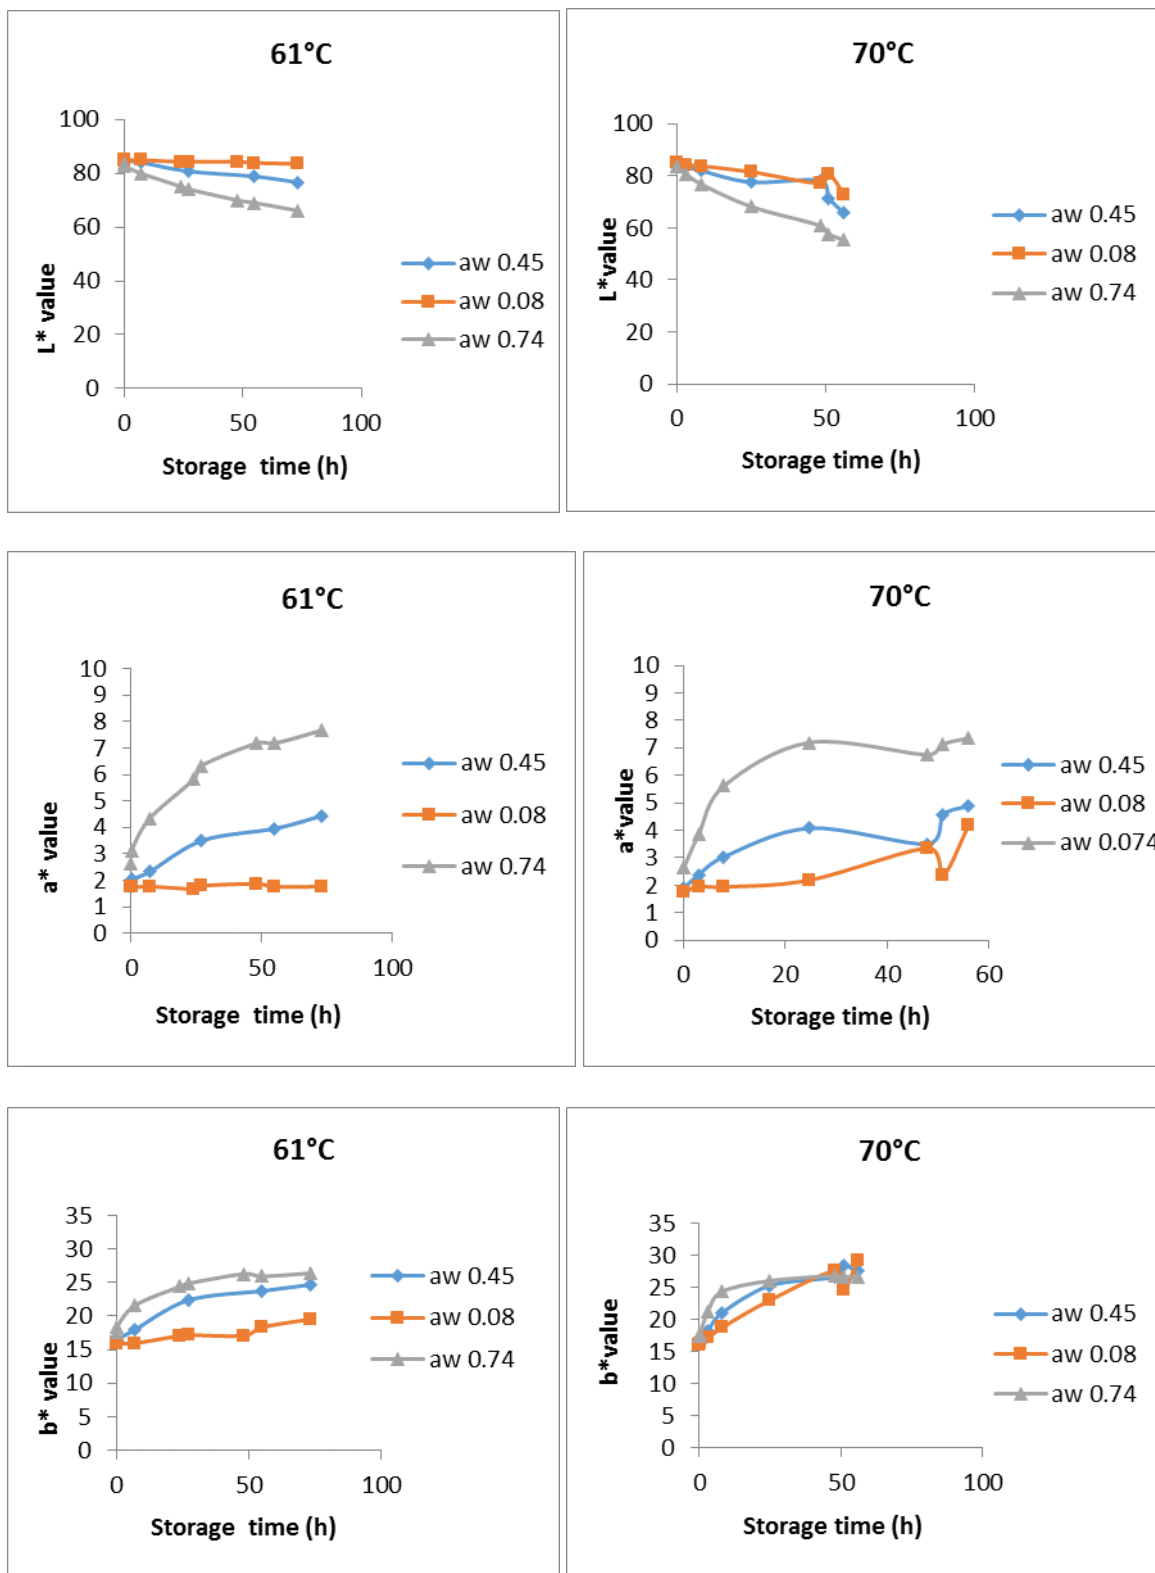 61°C
100
80
60
40
20
0
0 50 100
L* value
Storage time (h)
aw 0.45
aw 0.08
aw 0.74
70°C
100
80
60
40
20
0
0 50 100
L*value
Storage time (h)
aw 0.45
aw 0.08
aw 0.74
61°C
10
9
8
7
6
5
4
3
2
1
0
0 50 100
a* value
Storage time (h)
aw 0.45
aw 0.08
aw 0.74
70°C
10
9
8
7
6
5
4
3
2
1
0
0 20 40 60
a*value
Storage time (h)
aw 0.45
aw 0.08
aw 0.074
61°C
35
30
25
20
15
10
5
0
0 50 100
b* value
Storage time (h)
aw 0.45
aw 0.08
aw 0.74
70°C
35
30
25
20
15
10
5
0
0 50 100
b*value
Storage time (h)
aw 0.45
aw 0.08
aw 0.74